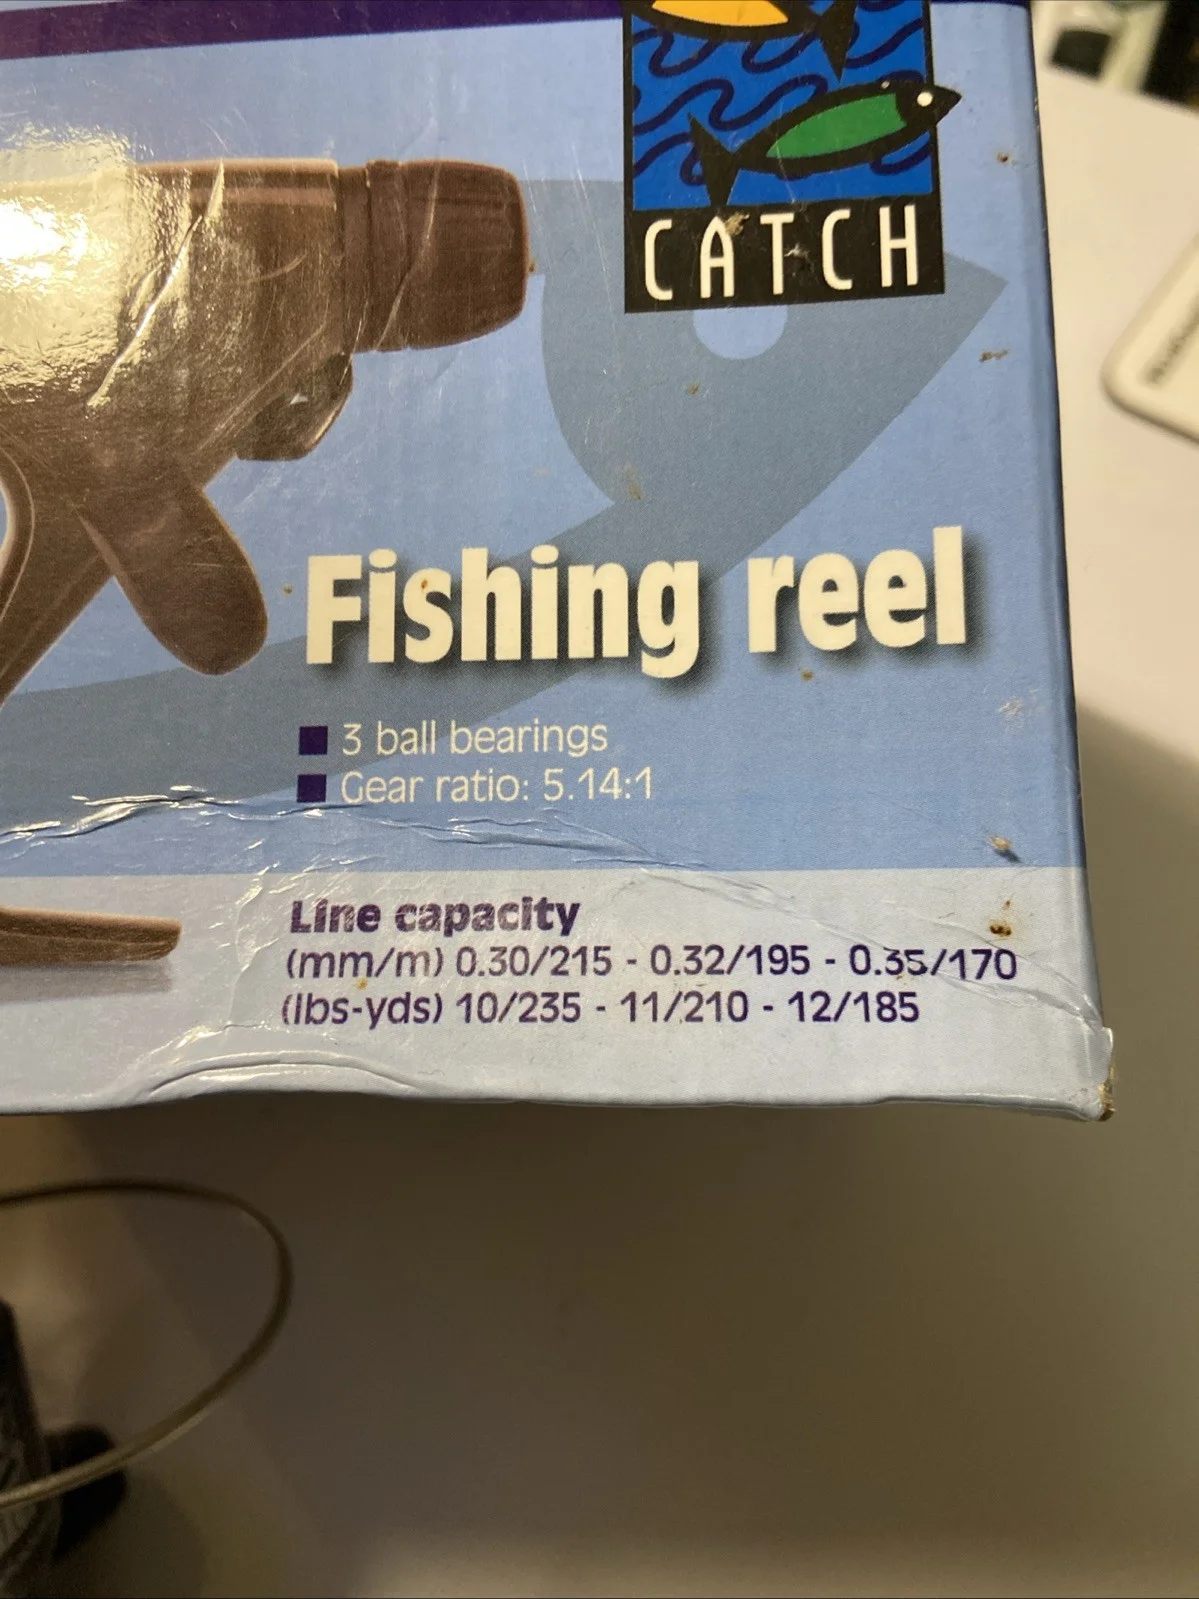 CATCH
Fishing reel
3 ball bearings
Gear ratio: 5.14:1
Line capacity
(mm/m) 0.30/215 - 0.32/195 - 0.35/170
(lbs-yds) 10/235 - 11/210 - 12/185